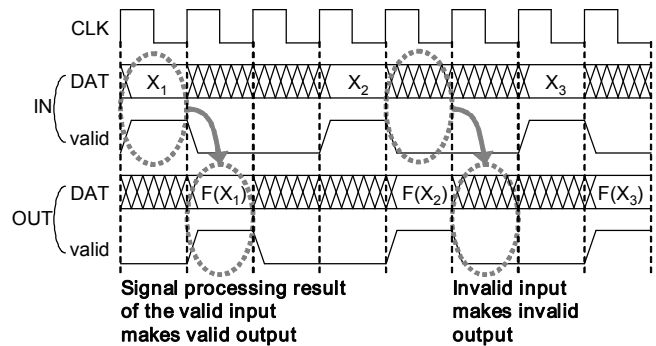 CLK
DAT X1 X2 X3
IN
valid
DAT F(X1) F(X2) F(X3)
OUT
valid
Signal processing result
of the valid input
makes valid output
Invalid input
makes invalid
output